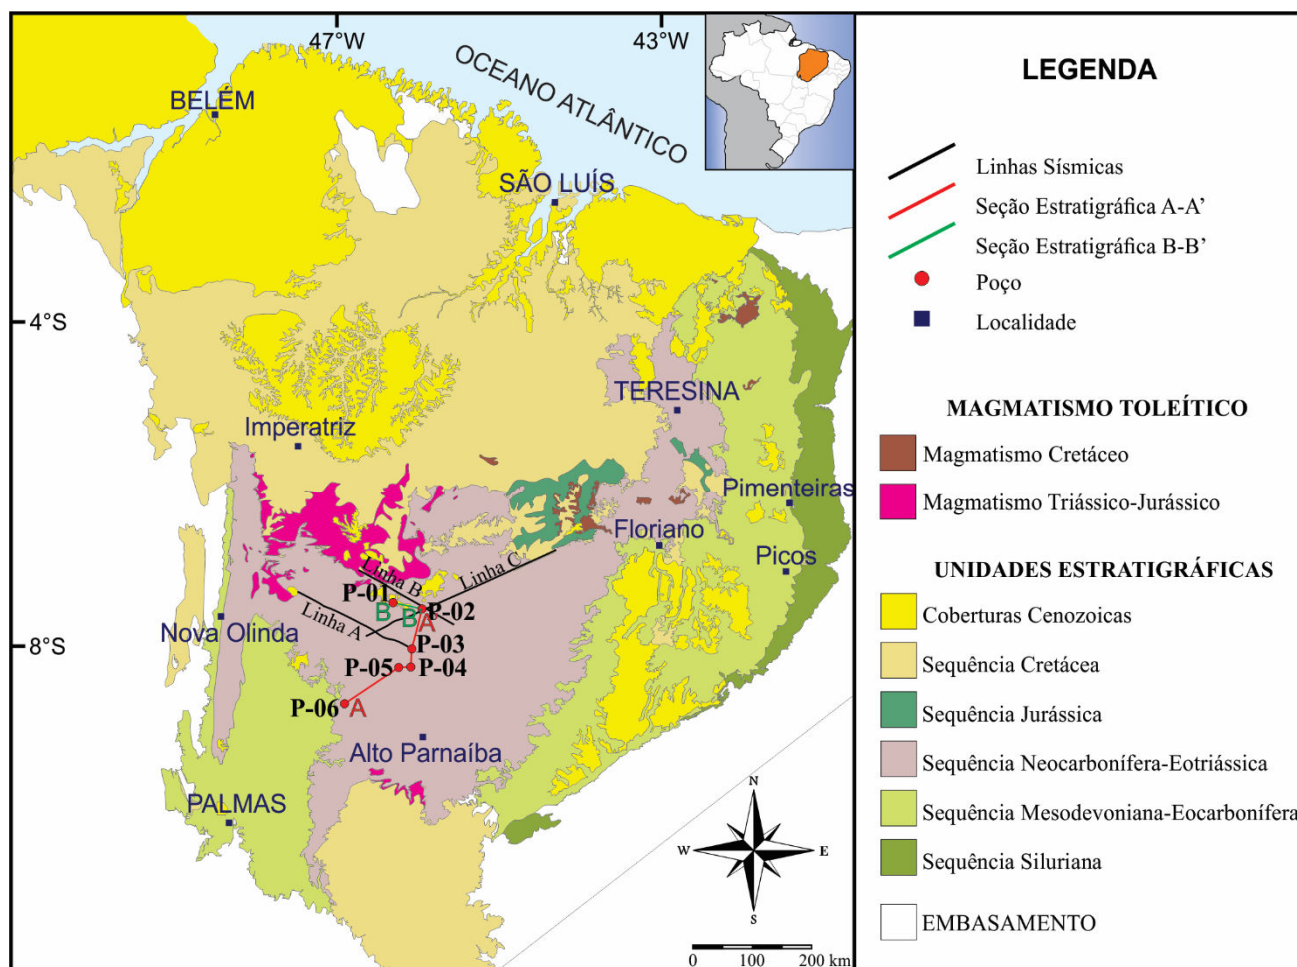 47°W
43°W
OCEANO ATLÂNTICO
BELÉM
SÃO LUÍS
4°S
TERESINA
Imperatriz
Pimenteiras
Floriano
Picos
Linha B
Linha C
P-01
B
B
P-02
A
Linha A
Nova Olinda
8°S
P-03
P-05
P-04
P-06
A
Alto Parnaíba
PALMAS
N
W
E
S
0
100
200 km
LEGENDA
Linhas Sísmicas
Seção Estratigráfica A-A’
Seção Estratigráfica B-B’
Poço
Localidade
MAGMATISMO TOLEÍTICO
Magmatismo Cretáceo
Magmatismo Triássico-Jurássico
UNIDADES ESTRATIGRÁFICAS
Coberturas Cenozoicas
Sequência Cretácea
Sequência Jurássica
Sequência Neocarbonífera-Eotriássica
Sequência Mesodevoniana-Eocarbonífera
Sequência Siluriana
EMBASAMENTO